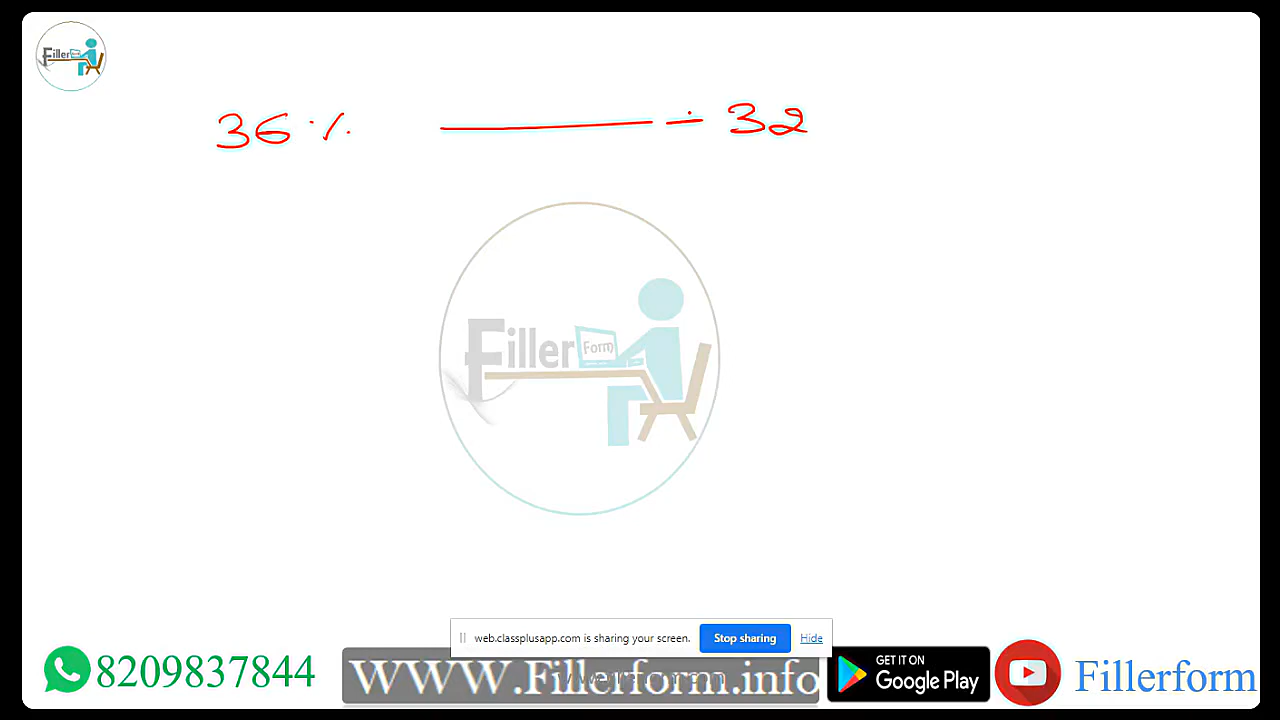 Filler
36 % ——— ÷ 32
Filler Form
web.classplusapp.com is sharing your screen. Stop sharing Hide
8209837844 WWW.Fillerform.info GET IT ON Google Play Fillerform